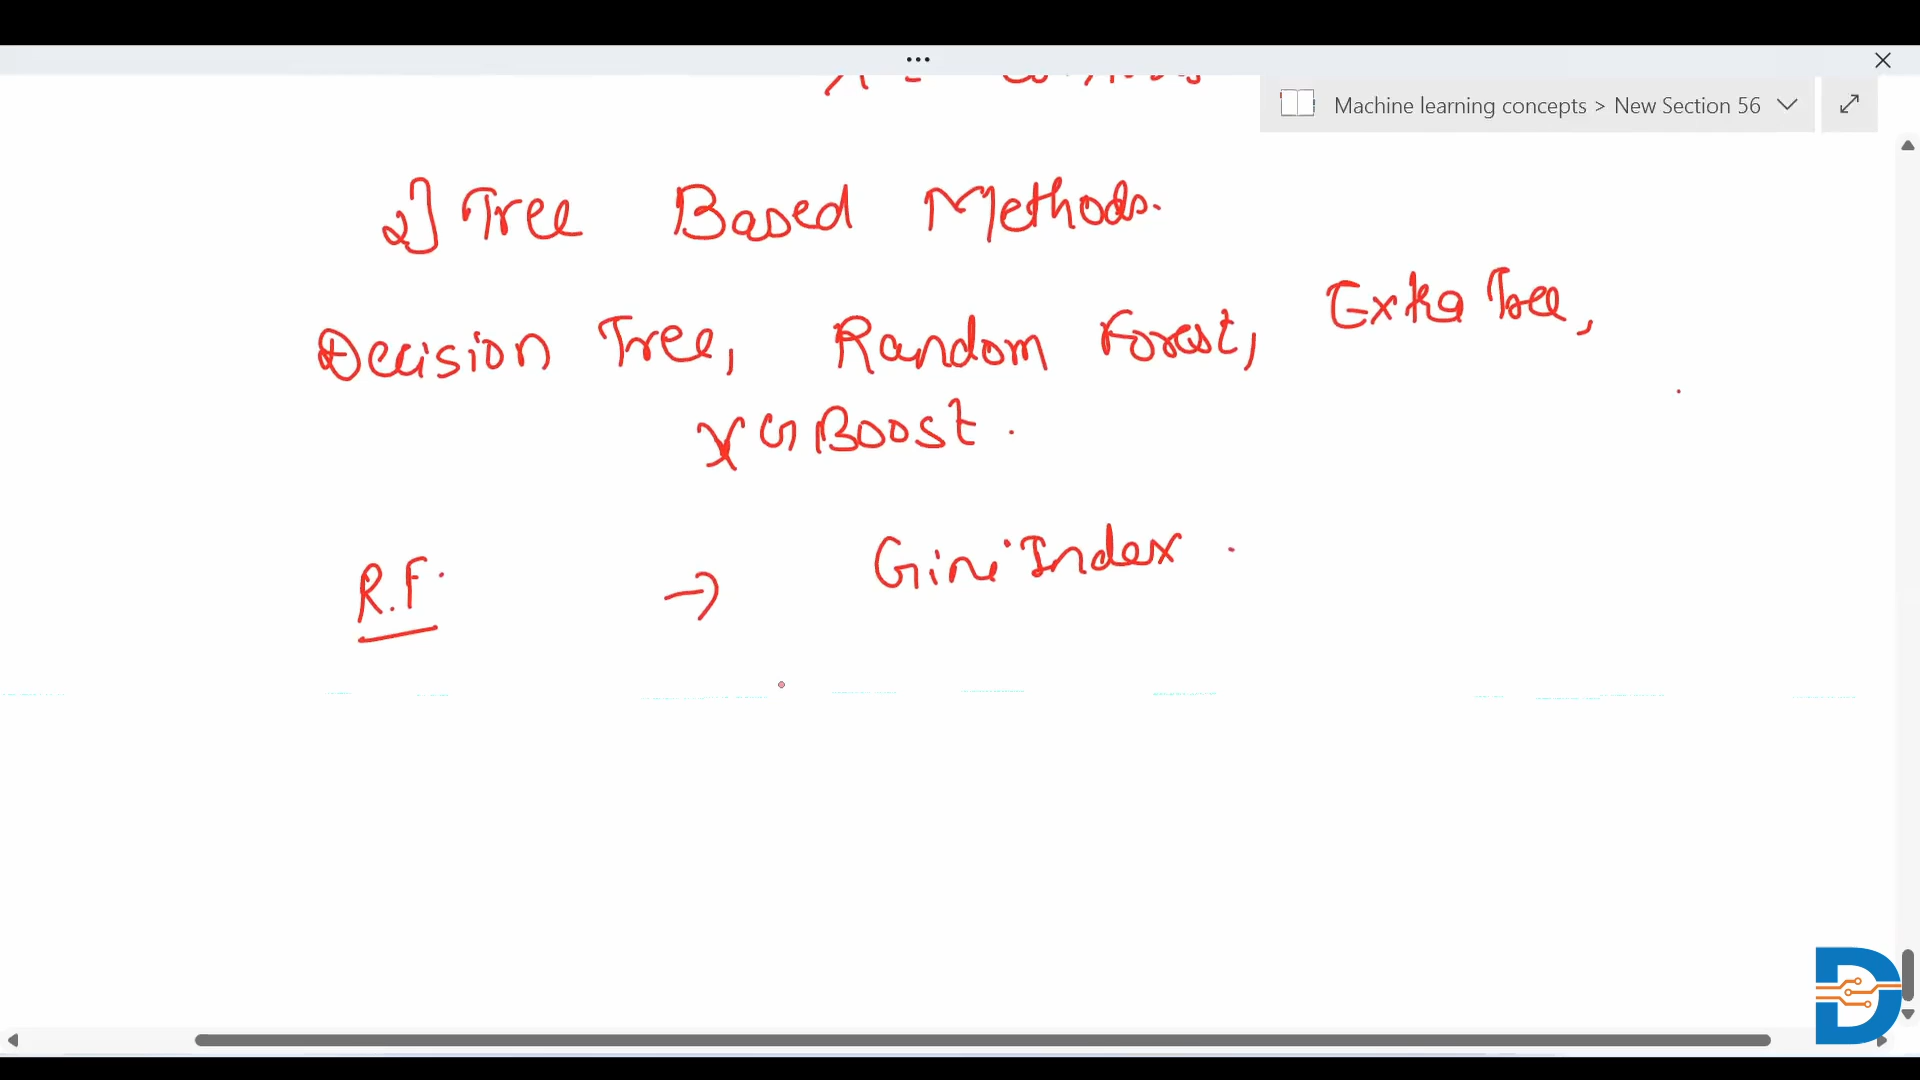 Machine learning concepts > New Section 56
2] Tree Based Methods.
Decision Tree, Random Forest, Extra Tree,
XGBoost.
R.F. → Gini Index.